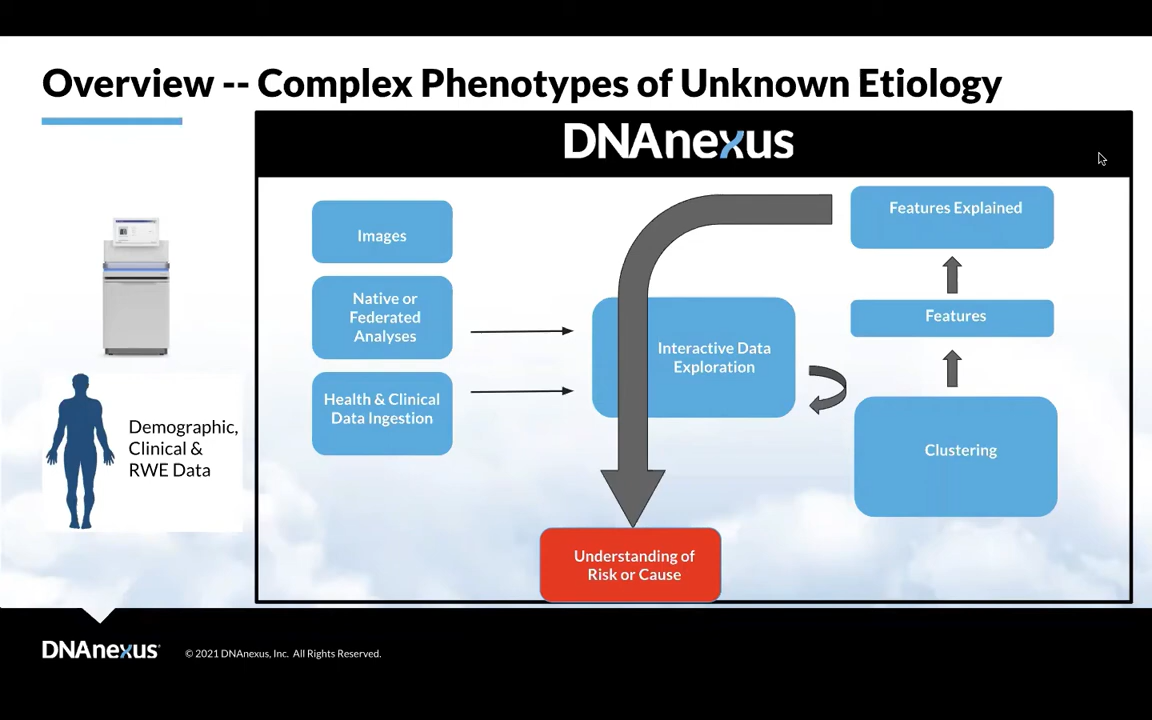 Overview -- Complex Phenotypes of Unknown Etiology
DNAnexus
Images
Native or
Federated
Analyses
Health & Clinical
Data Ingestion
Demographic,
Clinical &
RWE Data
Interactive Data
Exploration
Features Explained
Features
Clustering
Understanding of
Risk or Cause
DNAnexus
© 2021 DNAnexus, Inc. All Rights Reserved.